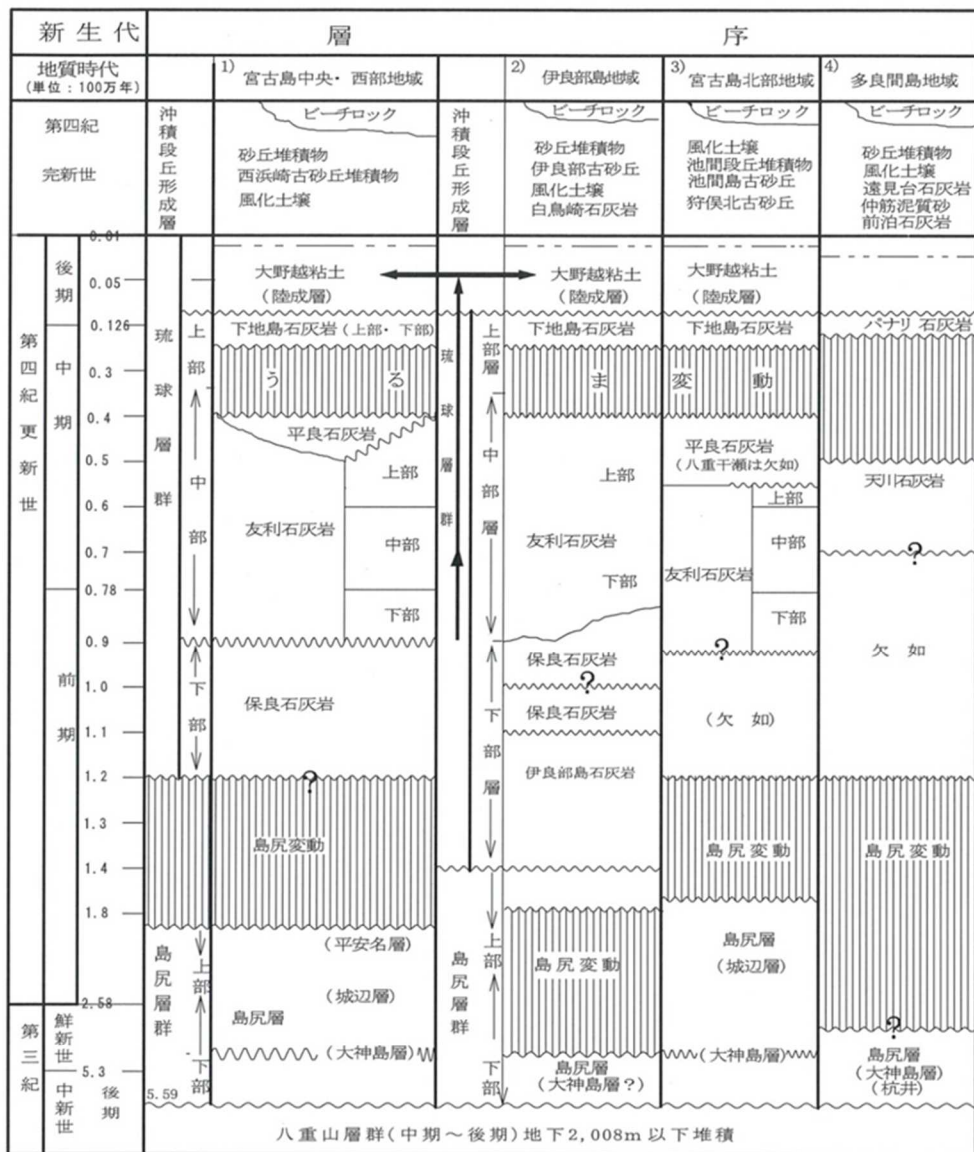 新生代
層序
地質時代
(単位：100万年)
1)
宮古島中央・西部地域
2)
伊良部島地域
3)
宮古島北部地域
4)
多良間島地域
第四紀
完新世
沖積段丘形成層
ビーチロック
砂丘堆積物
西浜崎古砂丘堆積物
風化土壌
沖積段丘形成層
ビーチロック
砂丘堆積物
伊良部古砂丘
風化土壌
白鳥崎石灰岩
ビーチロック
風化土壌
池間段丘堆積物
池間島古砂丘
狩俣北古砂丘
ビーチロック
砂丘堆積物
風化土壌
遠見台石灰岩
仲筋泥質砂
前泊石灰岩
第四紀更新世
後期
中期
前期
第三紀
鮮新世
中新世
後期
0.01
0.05
0.126
0.3
0.4
0.5
0.6
0.7
0.78
0.9
1.0
1.1
1.2
1.3
1.4
1.8
2.58
5.3
5.59
琉球層群
上部
中部
下部
島尻層群
上部
下部
大野越粘土
(陸成層)
下地島石灰岩(上部・下部)
うる
平良石灰岩
友利石灰岩
上部
中部
下部
保良石灰岩
?
島尻変動
(平安名層)
(城辺層)
島尻層
(大神島層)
琉球層群
上部層
中部層
下部層
島尻層群
上部
下部
大野越粘土
(陸成層)
下地島石灰岩
ま
上部
友利石灰岩
下部
保良石灰岩
?
保良石灰岩
伊良部島石灰岩
島尻変動
島尻層
(大神島層？)
大野越粘土
(陸成層)
下地島石灰岩
変動
平良石灰岩
(八重干瀬は欠如)
友利石灰岩
上部
中部
下部
?
(欠如)
島尻変動
島尻層
(城辺層)
(大神島層)
パナリ石灰岩
天川石灰岩
?
欠如
島尻変動
?
島尻層
(大神島層)
(杭井)
八重山層群(中期～後期)地下2,008m以下堆積